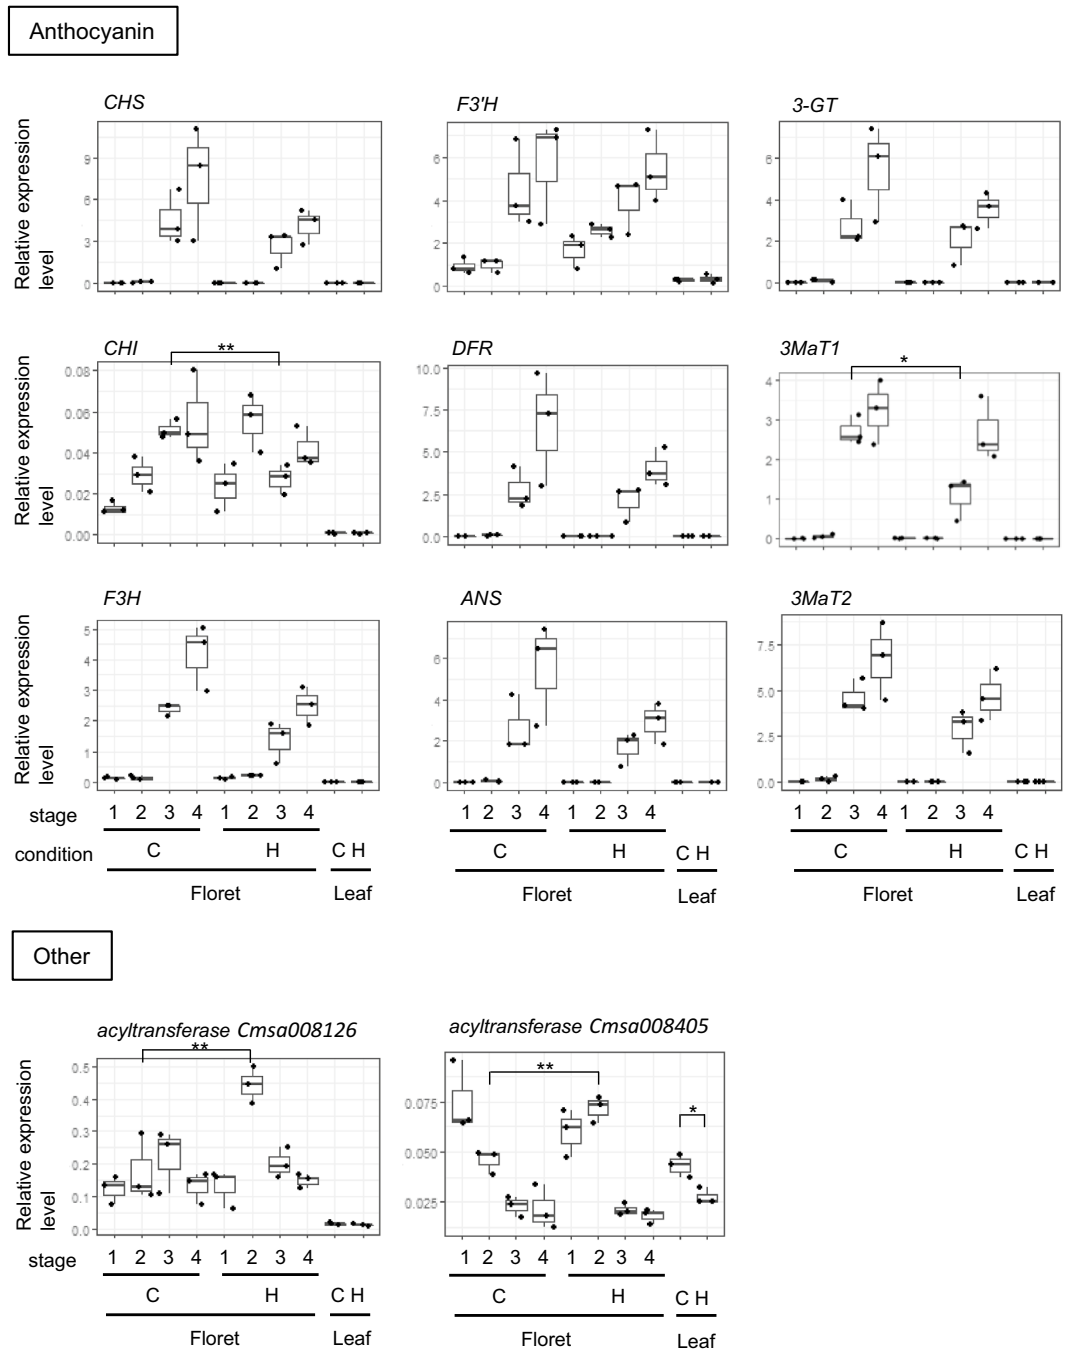 Anthocyanin
CHS
F3'H
3-GT
Relative expression level
9
6
3
0
6
4
2
0
6
4
2
0
CHI
DFR
3MaT1
**
*
Relative expression level
0.08
0.06
0.04
0.02
0.00
10.0
7.5
5.0
2.5
0.0
4
3
2
1
0
F3H
ANS
3MaT2
Relative expression level
5
4
3
2
1
0
6
4
2
0
7.5
5.0
2.5
0.0
stage 1 2 3 4 1 2 3 4 1 2 3 4 1 2 3 4 1 2 3 4 1 2 3 4
condition C H C H C H C H C H C H
Floret Leaf Floret Leaf Floret Leaf
Other
acyltransferase Cmsa008126
acyltransferase Cmsa008405
**
**
*
Relative expression level
0.5
0.4
0.3
0.2
0.1
0.0
0.075
0.050
0.025
stage 1 2 3 4 1 2 3 4 1 2 3 4 1 2 3 4
C H C H C H C H
Floret Leaf Floret Leaf